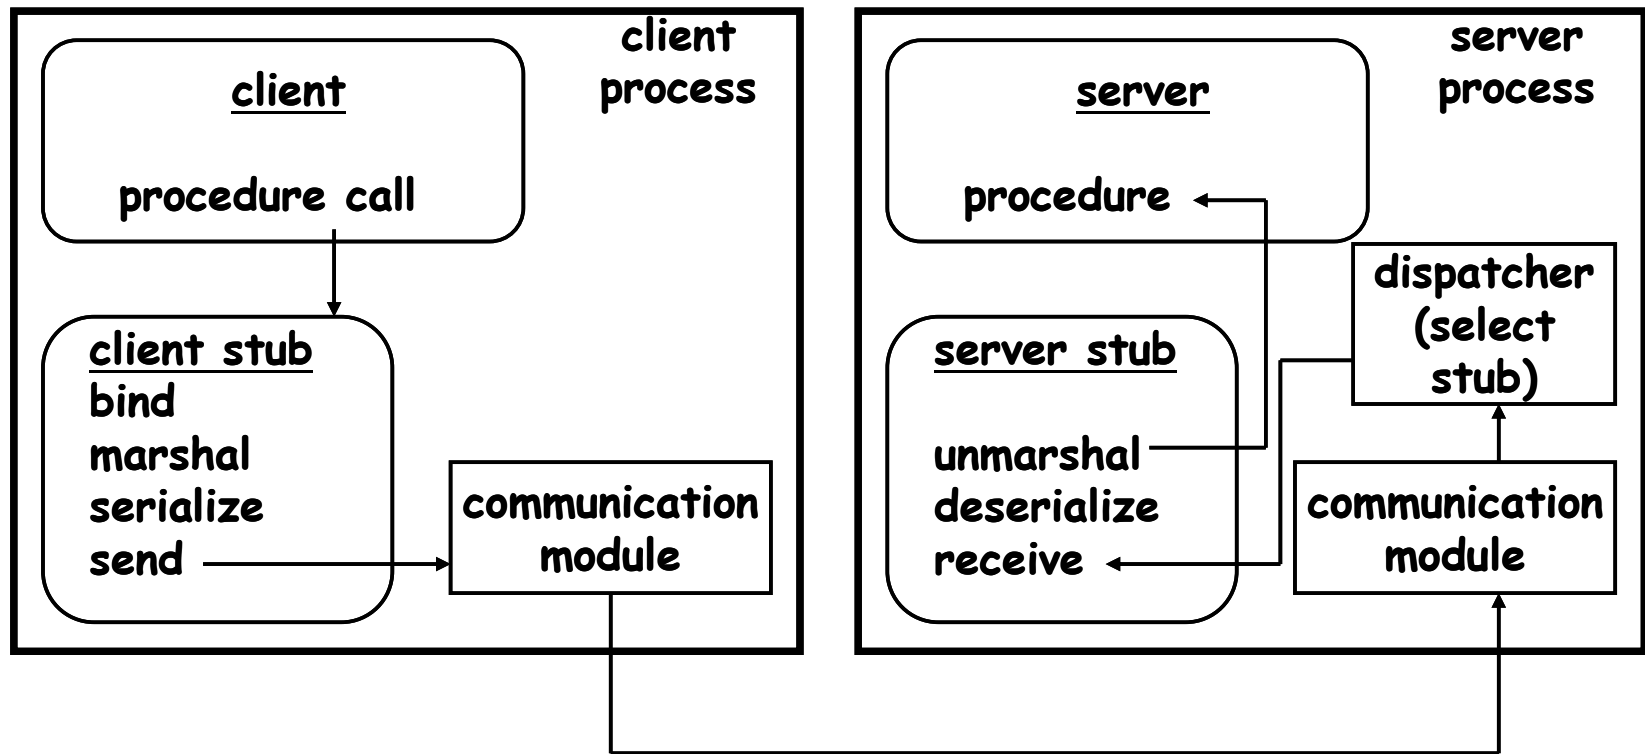 client
process
client
procedure call
client stub
bind
marshal
serialize
send
communication
module
server
process
server
procedure
dispatcher
(select
stub)
server stub
unmarshal
deserialize
receive
communication
module